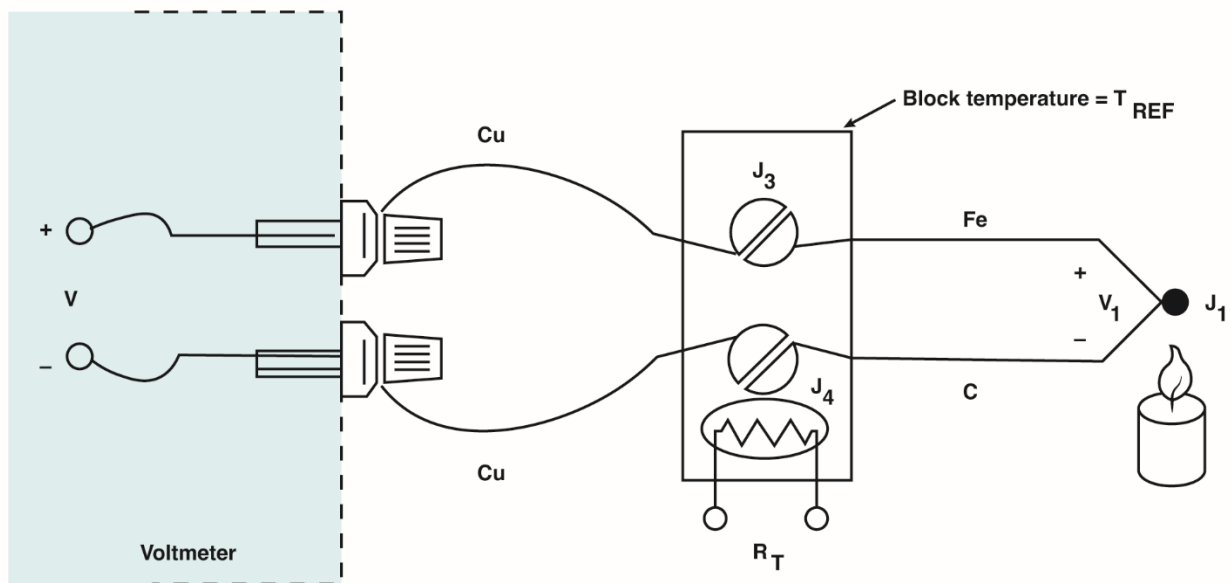 Block temperature = T REF
Cu
J3
Fe
+
+
V
V1
J1
–
–
J4
C
Cu
RT
Voltmeter